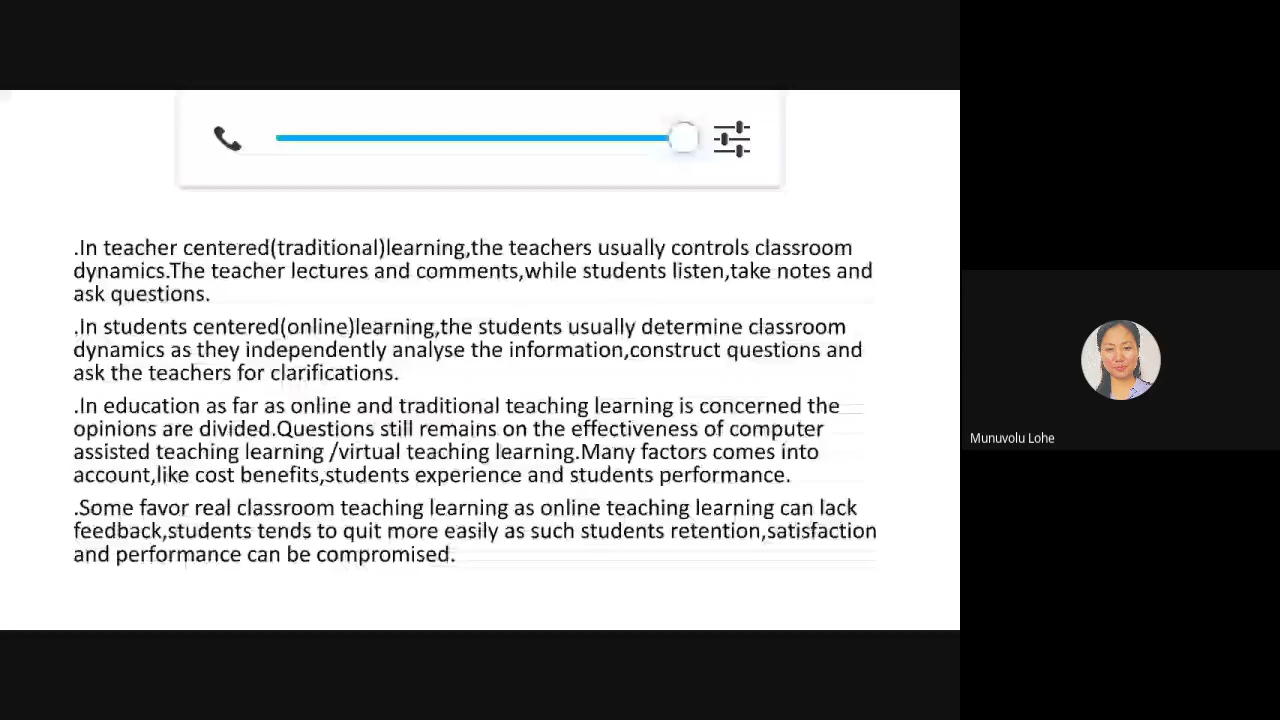 .In teacher centered(traditional)learning,the teachers usually controls classroom
dynamics.The teacher lectures and comments,while students listen,take notes and
ask questions.
.In students centered(online)learning,the students usually determine classroom
dynamics as they independently analyse the information,construct questions and
ask the teachers for clarifications.
.In education as far as online and traditional teaching learning is concerned the
opinions are divided.Questions still remains on the effectiveness of computer
assisted teaching learning /virtual teaching learning.Many factors comes into
account,like cost benefits,students experience and students performance.
.Some favor real classroom teaching learning as online teaching learning can lack
feedback,students tends to quit more easily as such students retention,satisfaction
and performance can be compromised.
Munuvolu Lohe